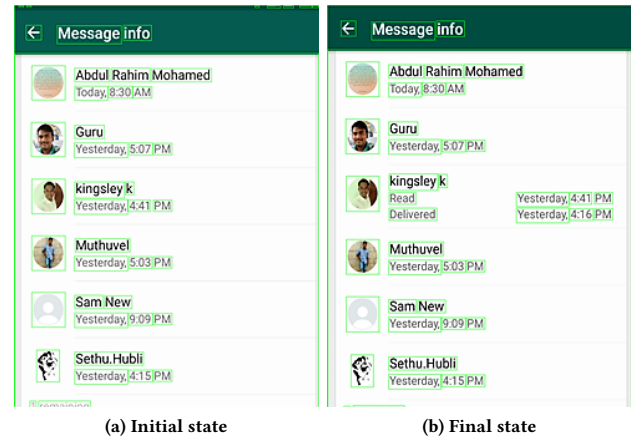 Message info
Abdul Rahim Mohamed
Today, 8:30 AM
Guru
Yesterday, 5:07 PM
kingsley k
Yesterday, 4:41 PM
Muthuvel
Yesterday, 5:03 PM
Sam New
Yesterday, 9:09 PM
Sethu.Hubli
Yesterday, 4:15 PM
remaining
(a) Initial state
Message info
Abdul Rahim Mohamed
Today, 8:30 AM
Guru
Yesterday, 5:07 PM
kingsley k
Read Yesterday, 4:41 PM
Delivered Yesterday, 4:16 PM
Muthuvel
Yesterday, 5:03 PM
Sam New
Yesterday, 9:09 PM
Sethu.Hubli
Yesterday, 4:15 PM
(b) Final state